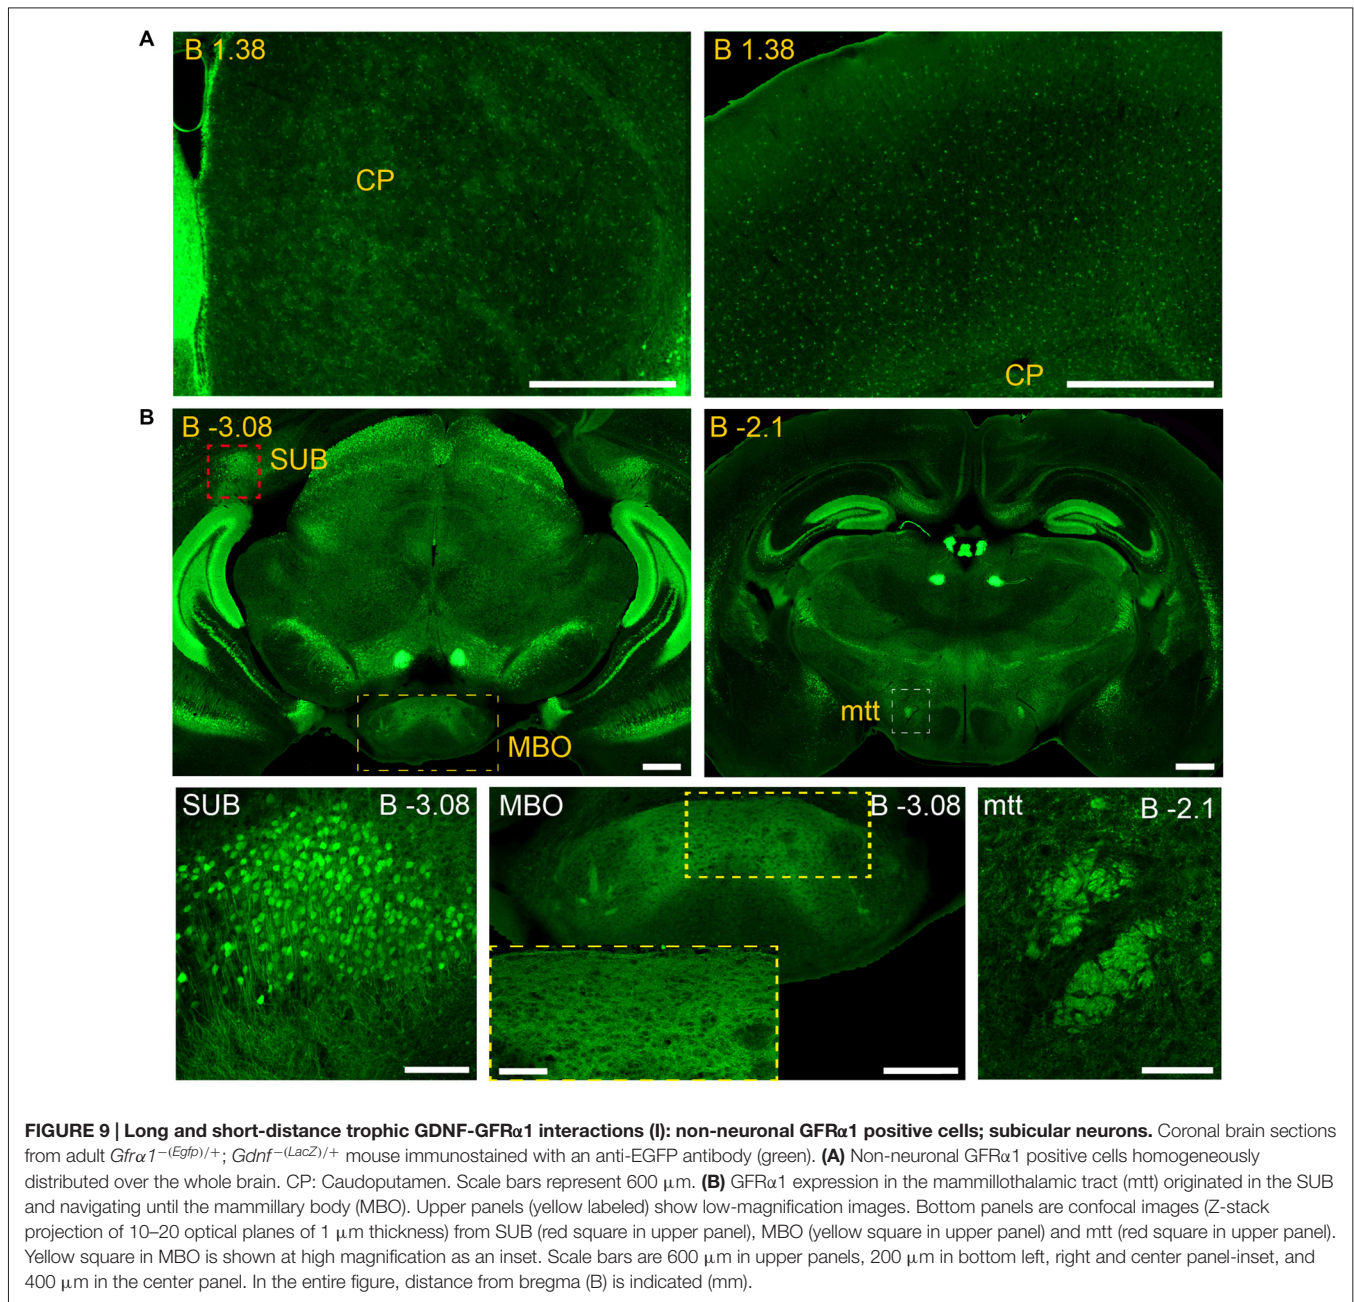 A
B 1.38
CP
B 1.38
CP
B
B -3.08
SUB
MBO
B -2.1
mtt
SUB
B -3.08
MBO
B -3.08
mtt
B -2.1
FIGURE 9 | Long and short-distance trophic GDNF-GFRα1 interactions (I): non-neuronal GFRα1 positive cells; subicular neurons. Coronal brain sections
from adult Gfrα1⁻⁽ᴱᵍᶠᵖ⁾ᐟ⁺; Gdnf⁻⁽ᴸᵃᶜᶻ⁾ᐟ⁺ mouse immunostained with an anti-EGFP antibody (green). (A) Non-neuronal GFRα1 positive cells homogeneously
distributed over the whole brain. CP: Caudoputamen. Scale bars represent 600 μm. (B) GFRα1 expression in the mammillothalamic tract (mtt) originated in the SUB
and navigating until the mammillary body (MBO). Upper panels (yellow labeled) show low-magnification images. Bottom panels are confocal images (Z-stack
projection of 10–20 optical planes of 1 μm thickness) from SUB (red square in upper panel), MBO (yellow square in upper panel) and mtt (red square in upper panel).
Yellow square in MBO is shown at high magnification as an inset. Scale bars are 600 μm in upper panels, 200 μm in bottom left, right and center panel-inset, and
400 μm in the center panel. In the entire figure, distance from bregma (B) is indicated (mm).